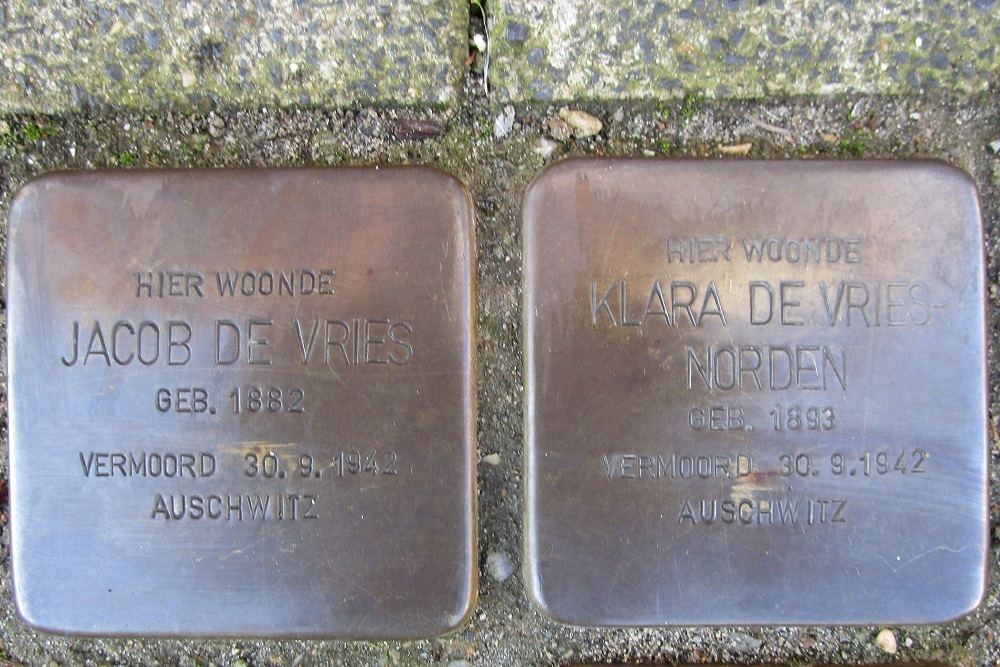 HIER WOONDE
JACOB DE VRIES
GEB. 1882
VERMOORD 30.9.1942
AUSCHWITZ
HIER WOONDE
KLARA DE VRIES-
NORDEN
GEB. 1893
VERMOORD 30.9.1942
AUSCHWITZ